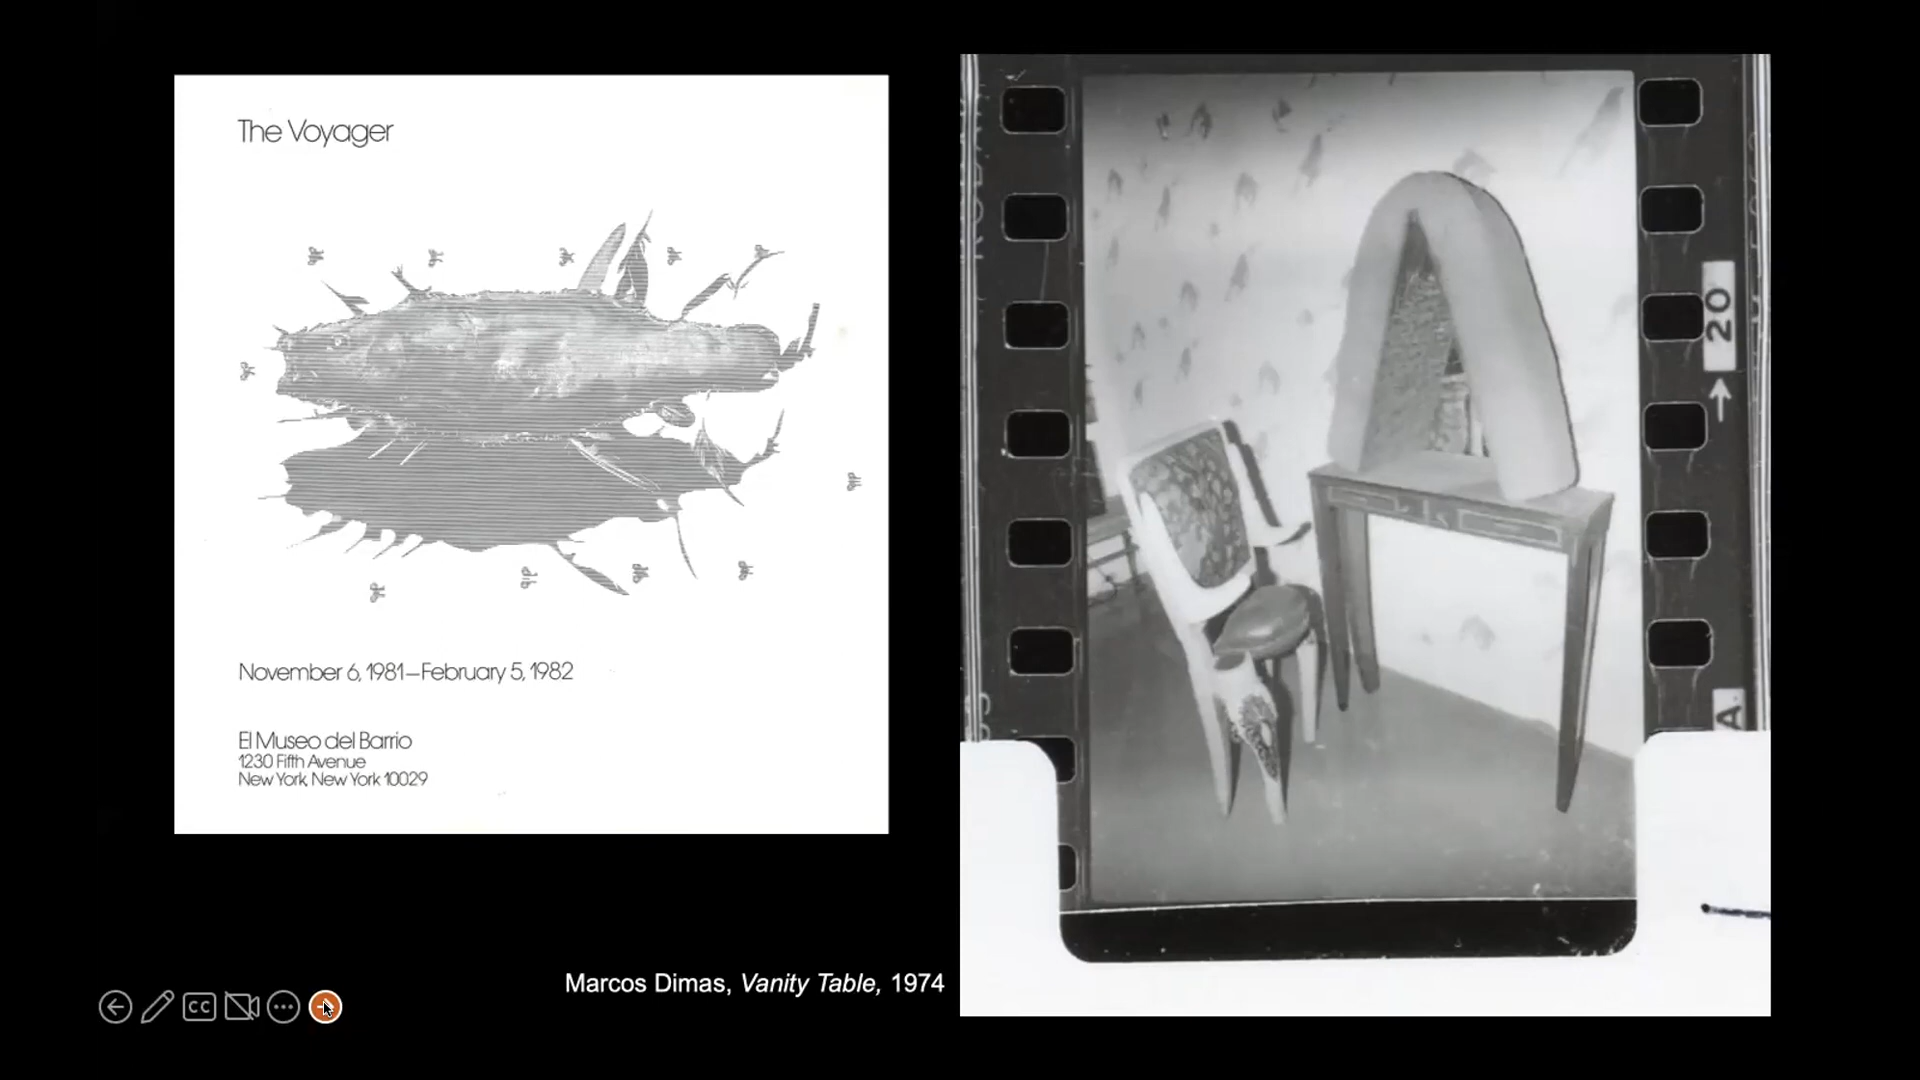 The Voyager
November 6, 1981–February 5, 1982
El Museo del Barrio
1230 Fifth Avenue
New York, New York 10029
Marcos Dimas, Vanity Table, 1974
20
A
CC